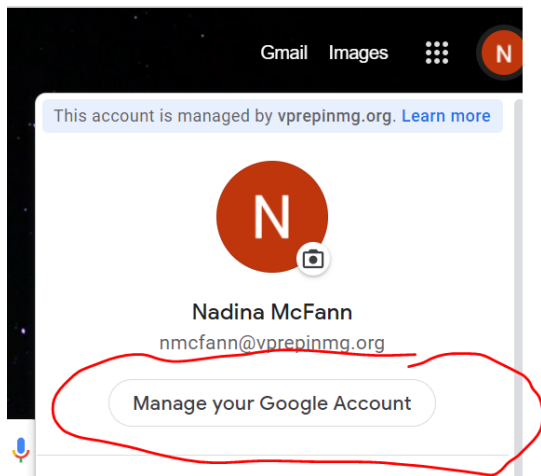 Gmail Images N
This account is managed by vprepinmg.org. Learn more
N
Nadina McFann
nmcfann@vprepinmg.org
Manage your Google Account